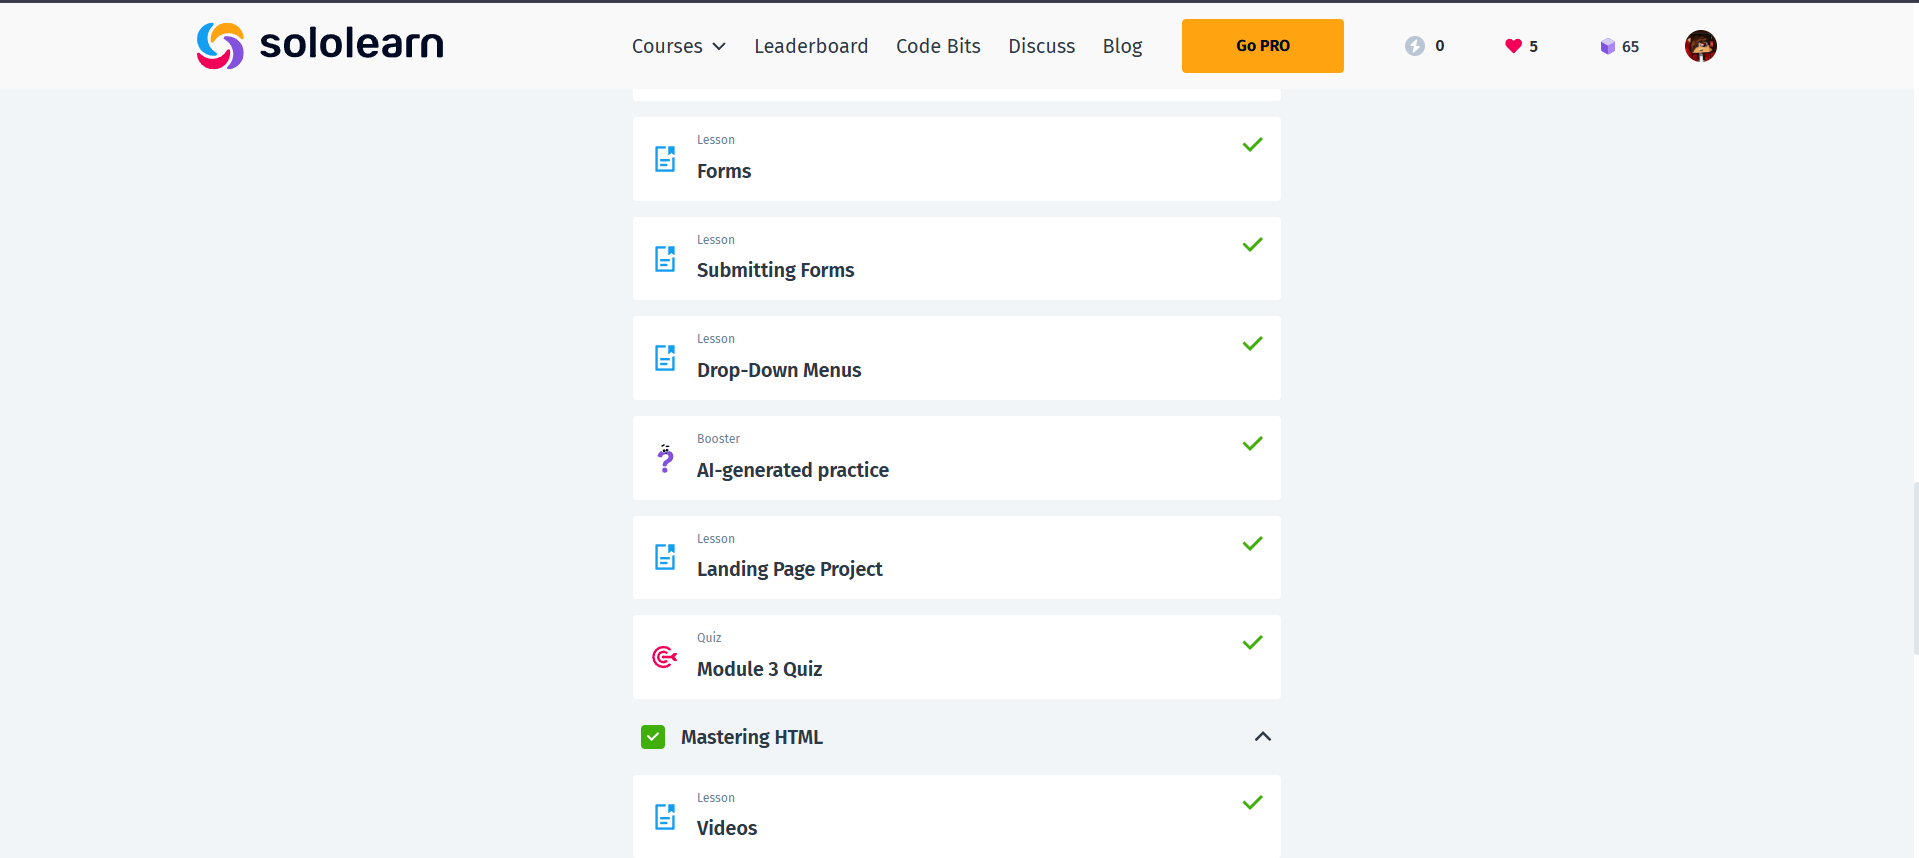 sololearn
Courses Leaderboard Code Bits Discuss Blog Go PRO 0 5 65
Lesson
Forms
Lesson
Submitting Forms
Lesson
Drop-Down Menus
Booster
AI-generated practice
Lesson
Landing Page Project
Quiz
Module 3 Quiz
Mastering HTML
Lesson
Videos